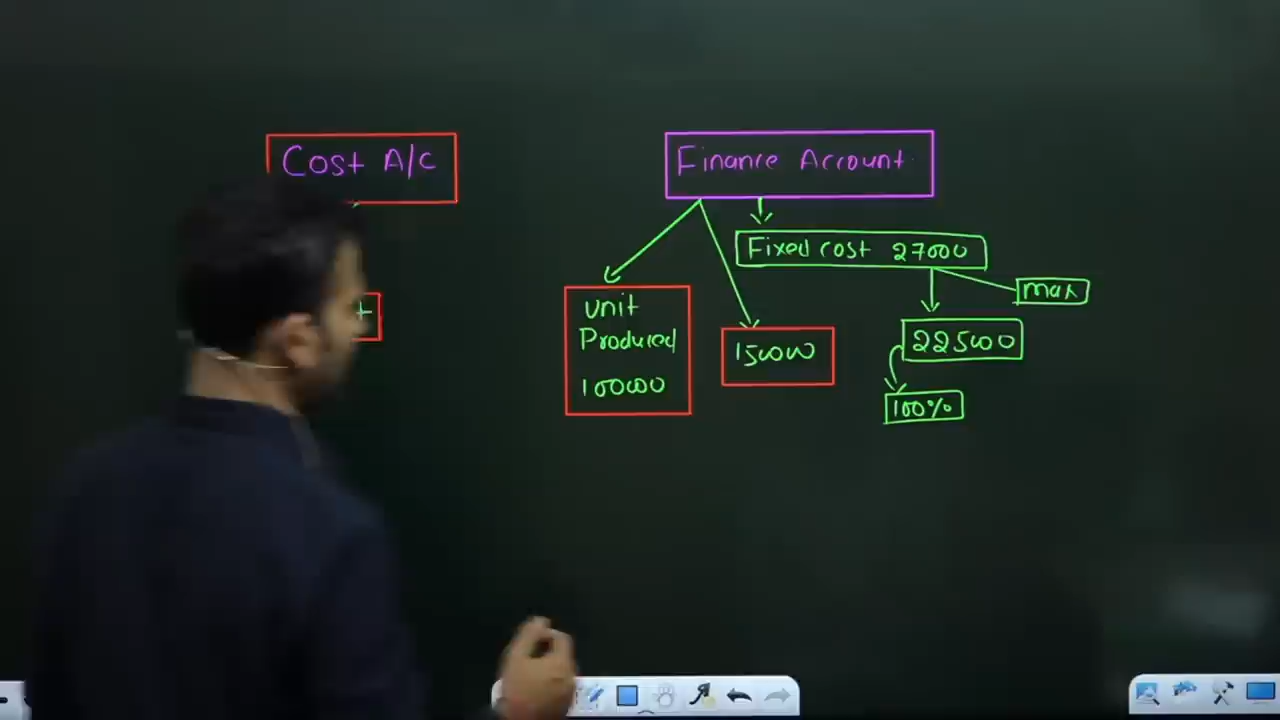 Cost A/C
Finance Account
Fixed cost 27000
max
unit
Produced
100000
150000
225000
100%